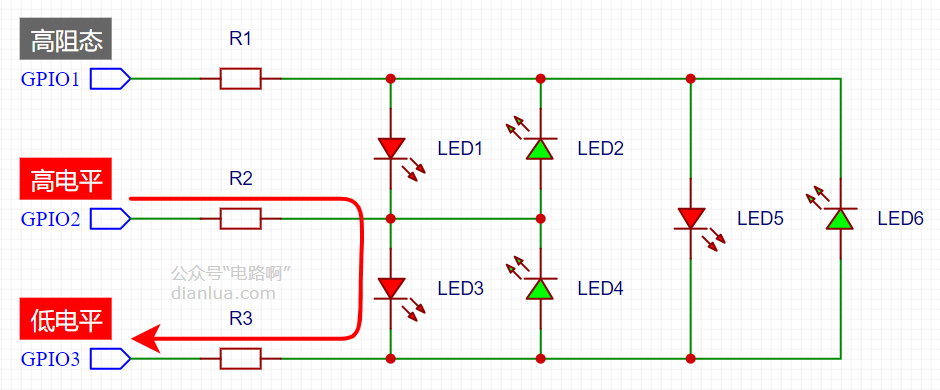 高阻态
R1
GPIO1
LED1
LED2
高电平
R2
GPIO2
LED5
LED6
公众号“电路啊”
dianlua.com
LED3
LED4
低电平
R3
GPIO3